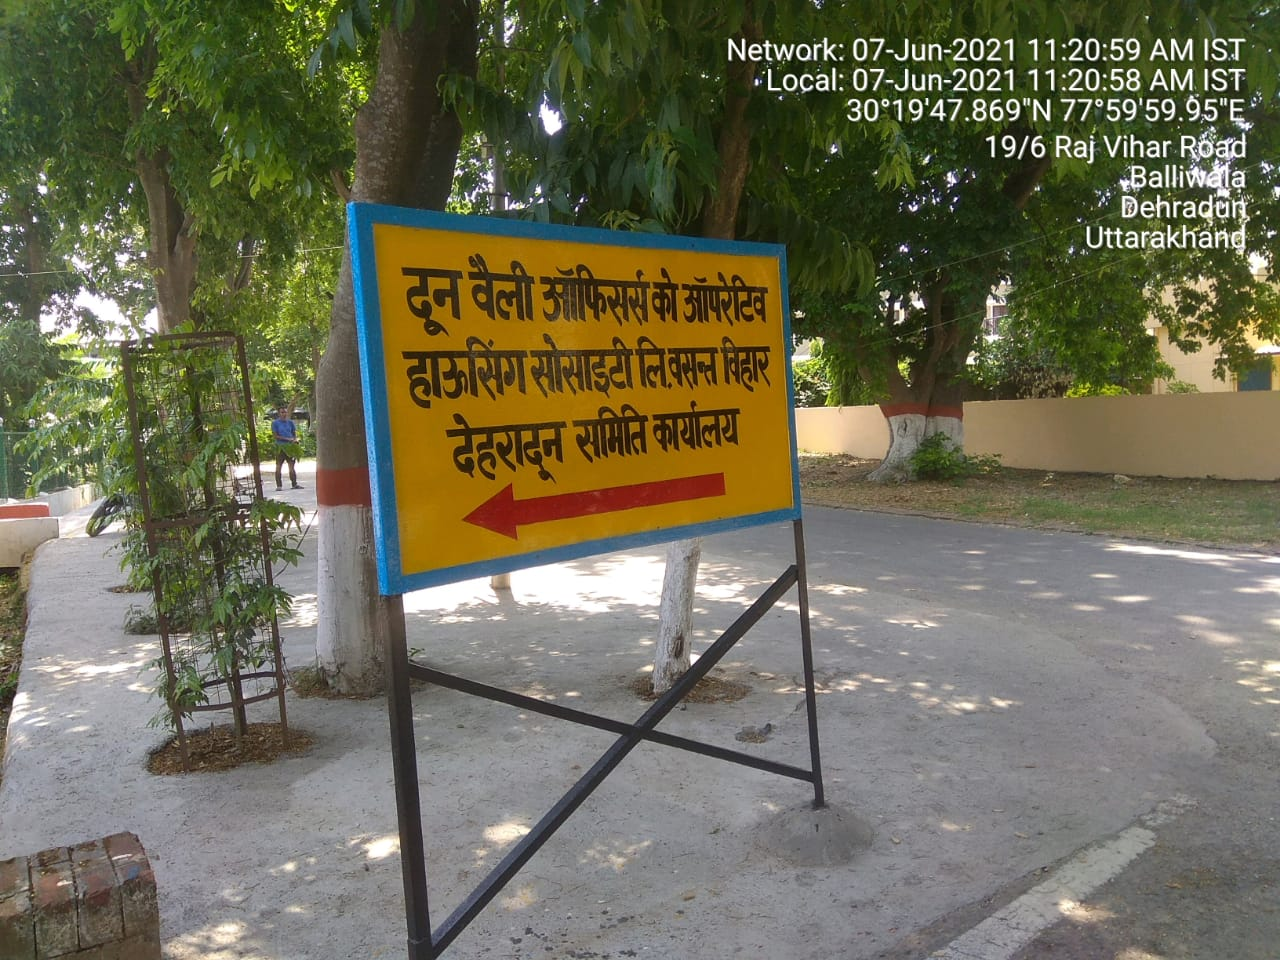 Network: 07-Jun-2021 11:20:59 AM IST
Local: 07-Jun-2021 11:20:58 AM IST
30°19'47.869"N 77°59'59.95"E
19/6 Raj Vihar Road
Balliwala
Dehradun
Uttarakhand
दून वैली ऑफिसर्स को ऑपरेटिव
हाऊसिंग सोसाइटी लि.वसन्त विहार
देहरादून समिति कार्यालय